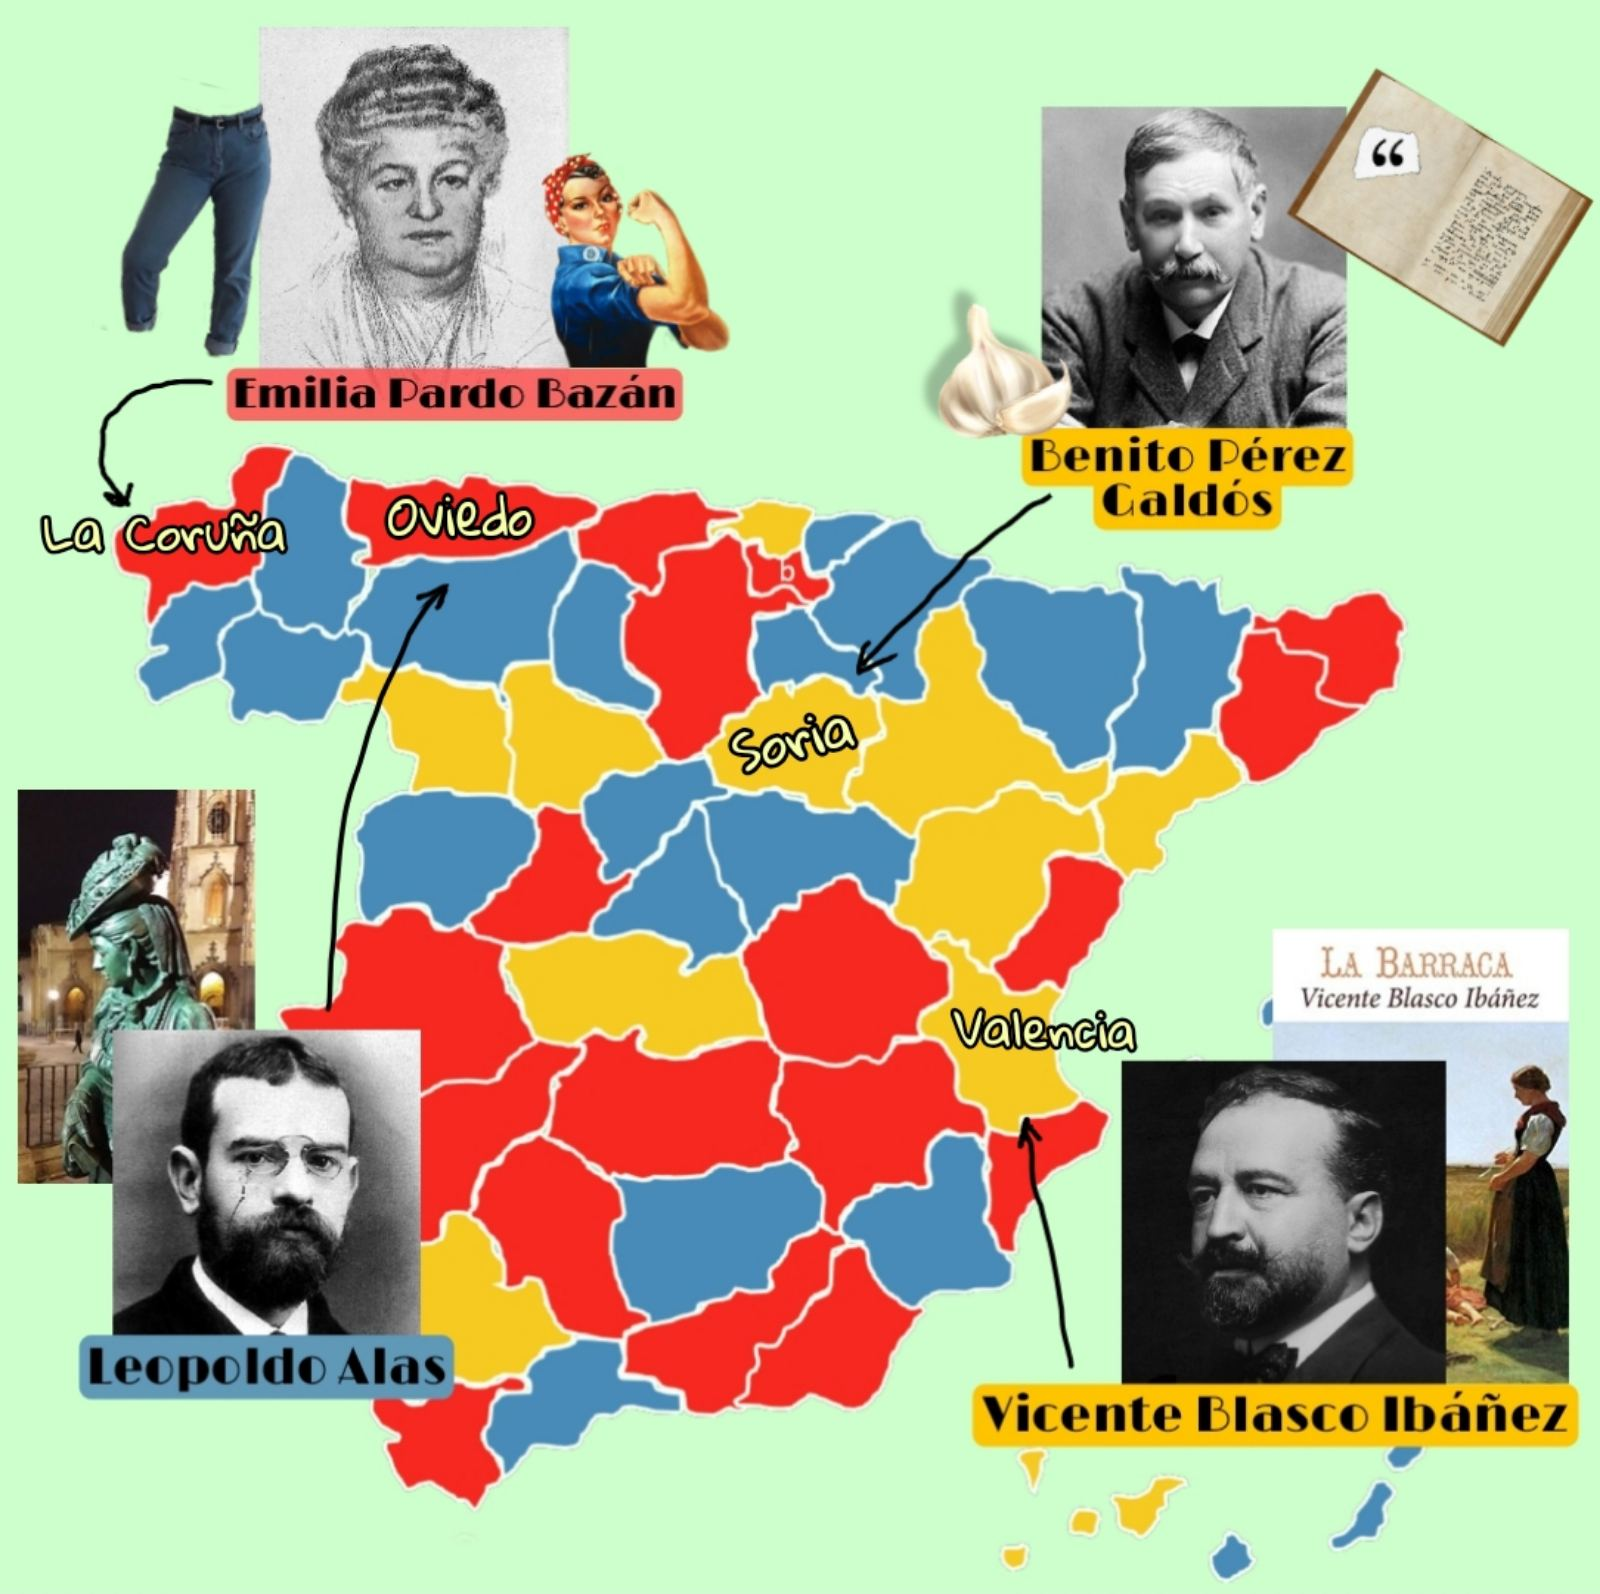 Emilia Pardo Bazán
“
Benito Pérez
Galdós
La Coruña
Oviedo
b
Soria
Valencia
LA BARRACA
Vicente Blasco Ibáñez
Leopoldo Alas
Vicente Blasco Ibáñez